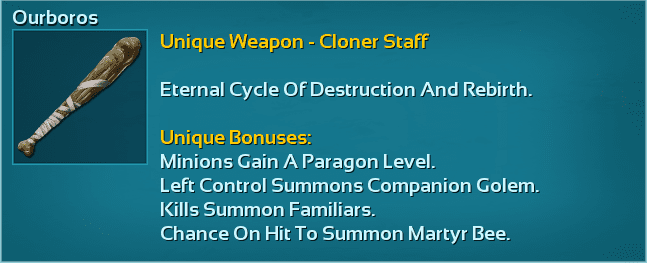 Ourboros
Unique Weapon - Cloner Staff
Eternal Cycle Of Destruction And Rebirth.
Unique Bonuses:
Minions Gain A Paragon Level.
Left Control Summons Companion Golem.
Kills Summon Familiars.
Chance On Hit To Summon Martyr Bee.